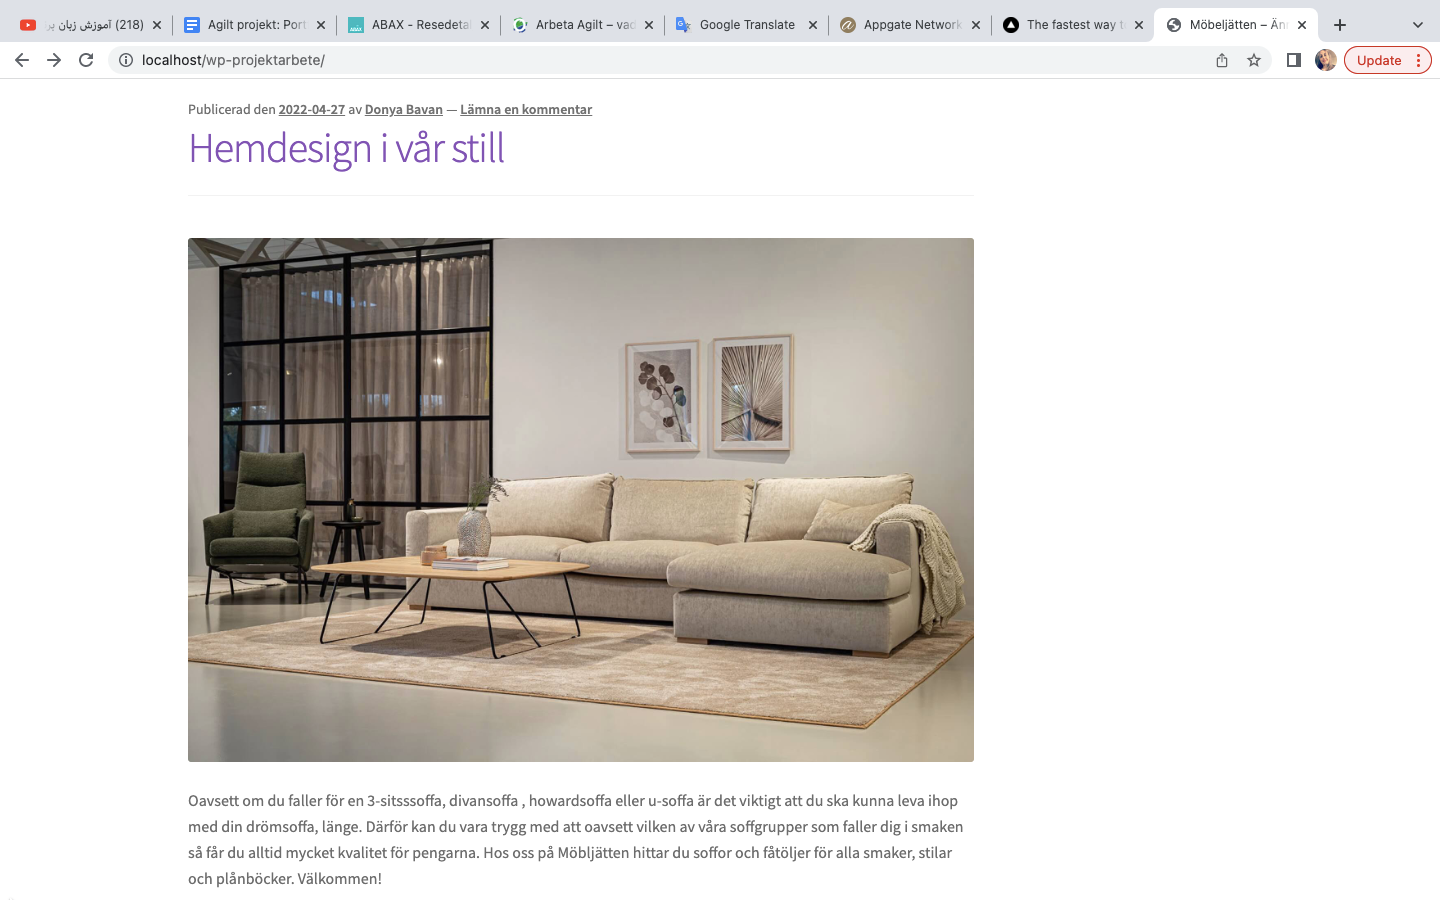 (218) آموزش زبان بر
Agilt projekt: Port
ABAX - Resedetal
Arbeta Agilt – vad
Google Translate
Appgate Network
The fastest way to
Möbeljätten – Änn
localhost/wp-projektarbete/
Update
Publicerad den 2022-04-27 av Donya Bavan — Lämna en kommentar
Hemdesign i vår still
Oavsett om du faller för en 3-sitsssoffa, divansoffa , howardsoffa eller u-soffa är det viktigt att du ska kunna leva ihop
med din drömsoffa, länge. Därför kan du vara trygg med att oavsett vilken av våra soffgrupper som faller dig i smaken
så får du alltid mycket kvalitet för pengarna. Hos oss på Möbljätten hittar du soffor och fåtöljer för alla smaker, stilar
och plånböcker. Välkommen!